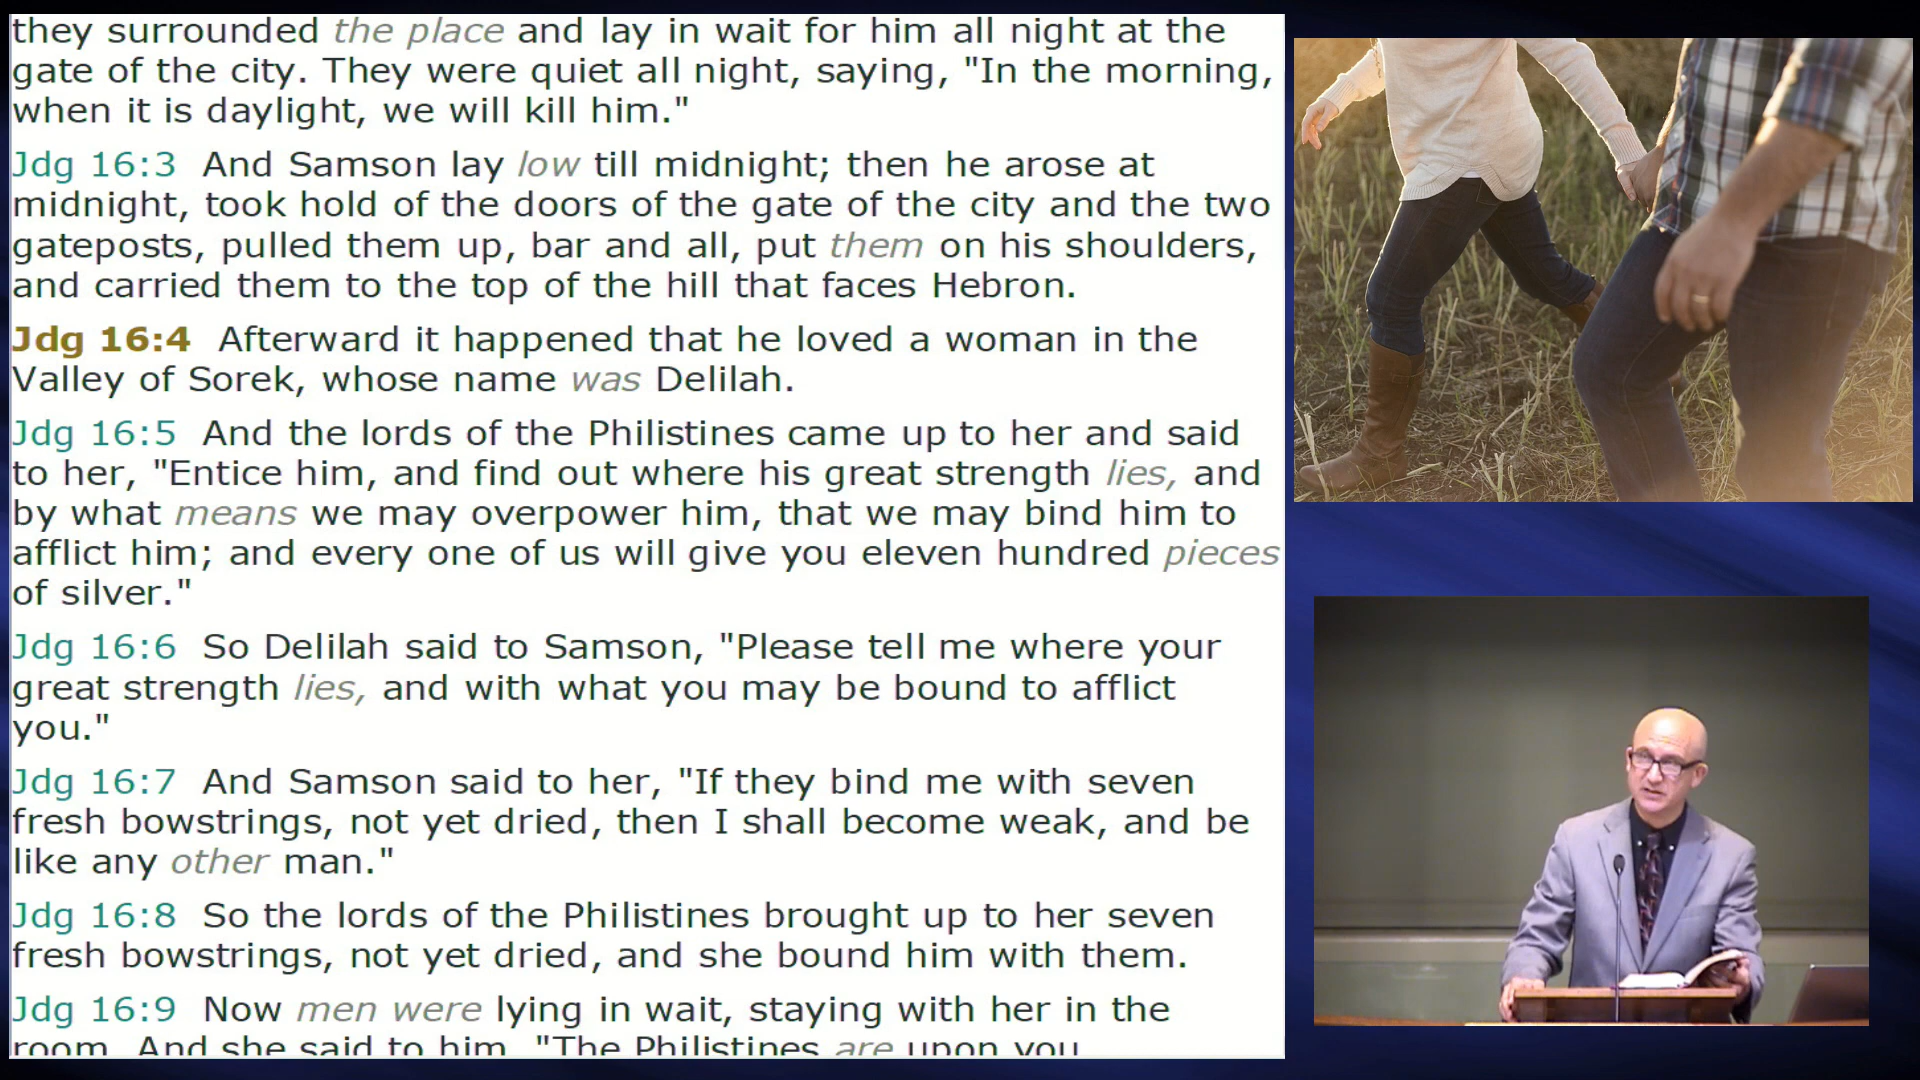 they surrounded the place and lay in wait for him all night at the
gate of the city. They were quiet all night, saying, "In the morning,
when it is daylight, we will kill him."
Jdg 16:3 And Samson lay low till midnight; then he arose at
midnight, took hold of the doors of the gate of the city and the two
gateposts, pulled them up, bar and all, put them on his shoulders,
and carried them to the top of the hill that faces Hebron.
Jdg 16:4 Afterward it happened that he loved a woman in the
Valley of Sorek, whose name was Delilah.
Jdg 16:5 And the lords of the Philistines came up to her and said
to her, "Entice him, and find out where his great strength lies, and
by what means we may overpower him, that we may bind him to
afflict him; and every one of us will give you eleven hundred pieces
of silver."
Jdg 16:6 So Delilah said to Samson, "Please tell me where your
great strength lies, and with what you may be bound to afflict
you."
Jdg 16:7 And Samson said to her, "If they bind me with seven
fresh bowstrings, not yet dried, then I shall become weak, and be
like any other man."
Jdg 16:8 So the lords of the Philistines brought up to her seven
fresh bowstrings, not yet dried, and she bound him with them.
Jdg 16:9 Now men were lying in wait, staying with her in the
room. And she said to him, "The Philistines are upon you,